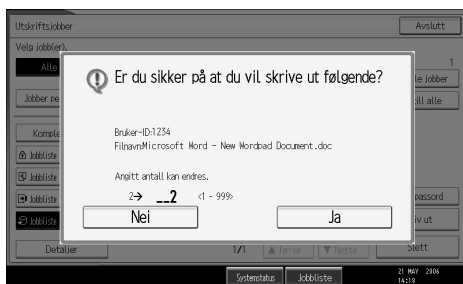 Utskriftsjobber
Avslutt
Velg jobb(er).
Alle
1
le jobber
Jobber pe
till alle
Er du sikker på at du vil skrive ut følgende?
Bruker-ID:1234
FilnavnMicrosoft Word - New Wordpad Document.doc
Angitt antall kan endres.
2→ __2 <1 - 999>
Nei
Ja
Komple
Jobbliste
Jobbliste
Jobbliste
Jobbliste
passord
iv ut
Detaljer
1/1
▲ Forrige
▼ Neste
Slett
Systemstatus
Jobbliste
21 MAY 2006
14:18